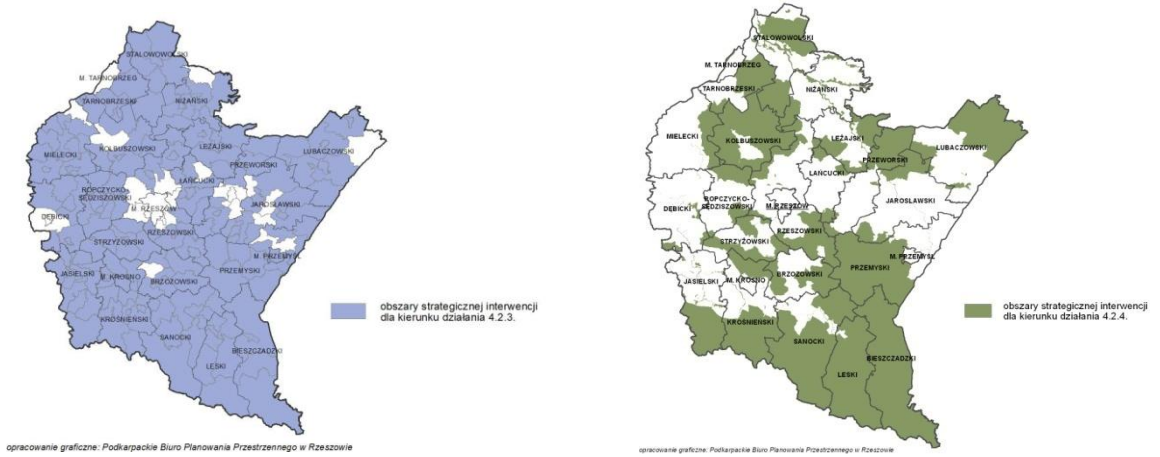 STALOWOWOLSKI
M. TARNOBRZEG
TARNOBRZESKI
NIŻAŃSKI
MIELECKI
KOLBUSZOWSKI
LEŻAJSKI
LUBACZOWSKI
PRZEWORSKI
ŁAŃCUCKI
ROPCZYCKO-
SĘDZISZOWSKI
M. RZESZÓW
JAROSŁAWSKI
DĘBICKI
RZESZOWSKI
STRZYŻOWSKI
M. PRZEMYŚL
JASIELSKI
M. KROSNO
BRZOZOWSKI
PRZEMYSKI
KROŚNIEŃSKI
SANOCKI
BIESZCZADZKI
LESKI
obszary strategicznej interwencji
dla kierunku działania 4.2.3.
opracowanie graficzne: Podkarpackie Biuro Planowania Przestrzennego w Rzeszowie
STALOWOWOLSKI
M. TARNOBRZEG
TARNOBRZESKI
NIŻAŃSKI
MIELECKI
KOLBUSZOWSKI
LEŻAJSKI
LUBACZOWSKI
PRZEWORSKI
ŁAŃCUCKI
ROPCZYCKO-
SĘDZISZOWSKI
M. RZESZÓW
JAROSŁAWSKI
DĘBICKI
RZESZOWSKI
STRZYŻOWSKI
M. PRZEMYŚL
PRZEMYSKI
JASIELSKI
M. KROSNO
BRZOZOWSKI
KROŚNIEŃSKI
SANOCKI
BIESZCZADZKI
LESKI
obszary strategicznej interwencji
dla kierunku działania 4.2.4.
opracowanie graficzne: Podkarpackie Biuro Planowania Przestrzennego w Rzeszowie